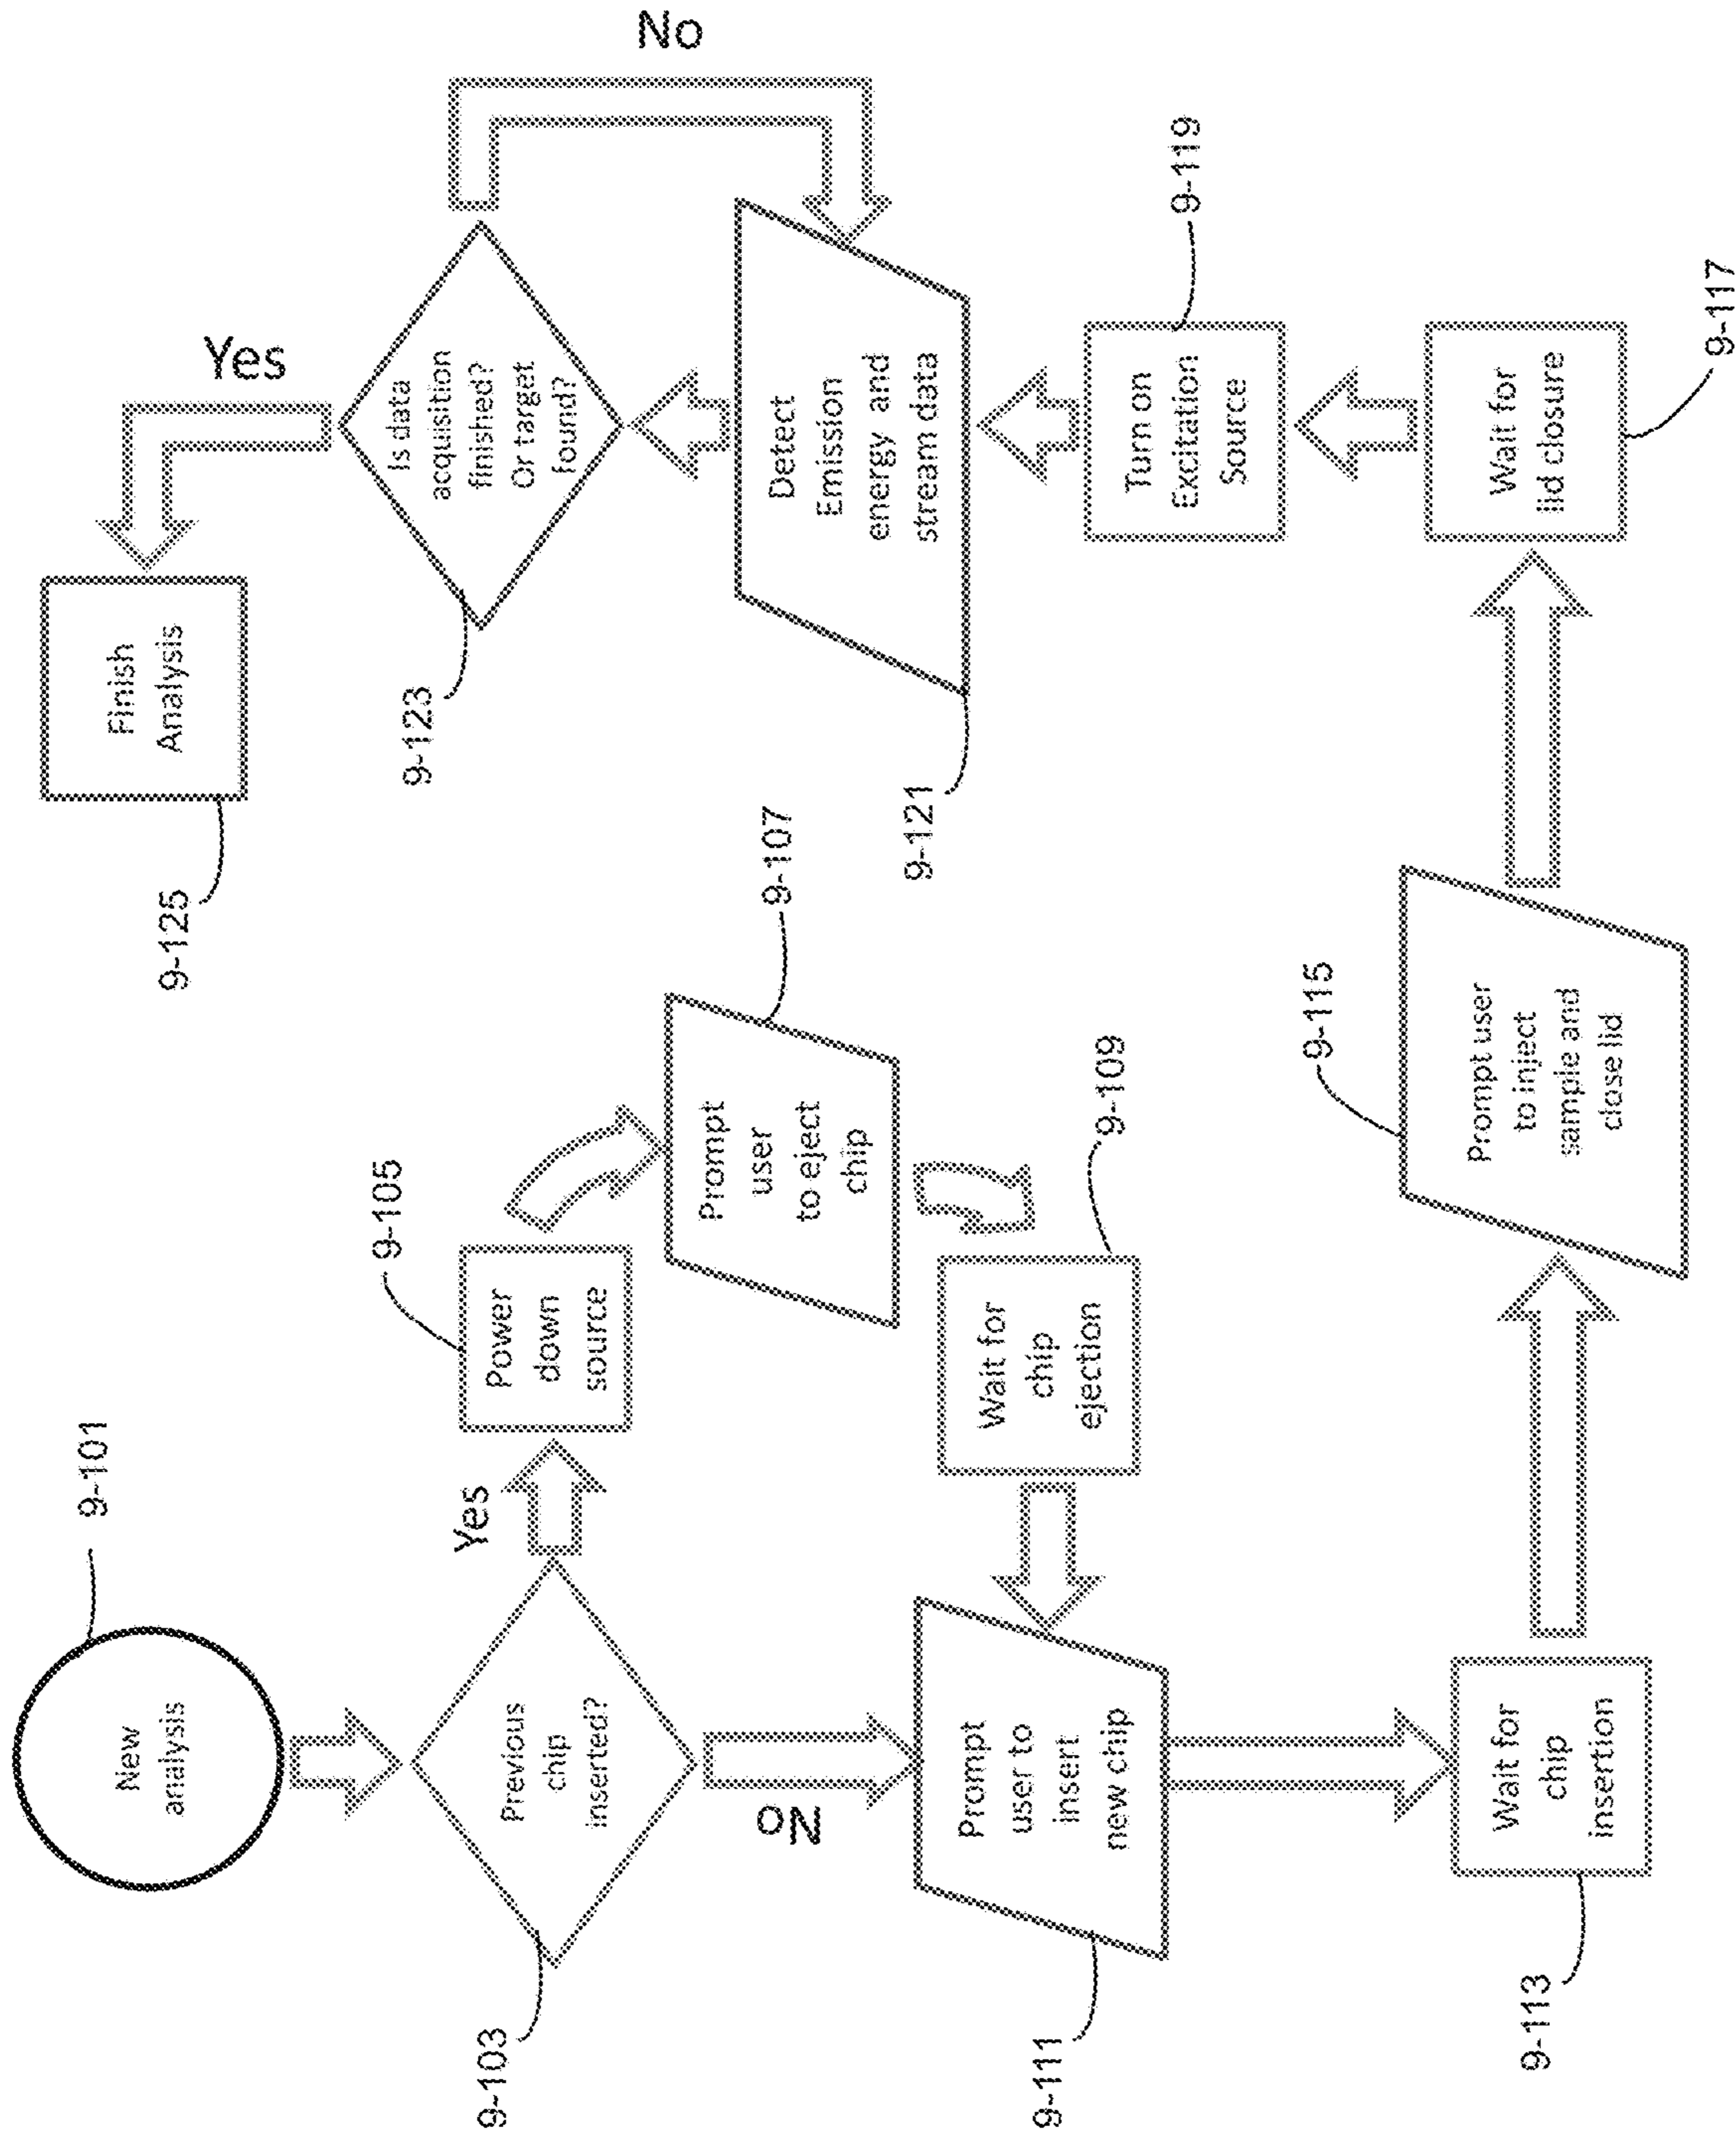 9-101
New
analysis
9-103
Previous
chip
inserted?
Yes
No
9-105
Power
down
source
9-107
Prompt
user
to eject
chip
9-109
Wait for
chip
ejection
9-111
Prompt
user to
insert
new chip
9-113
Wait for
chip
insertion
9-115
Prompt user
to inject
sample and
close lid
9-117
Wait for
lid closure
9-119
Turn on
Excitation
Source
9-121
Detect
Emission
energy and
stream data
9-123
Is data
acquisition
finished?
Or target
found?
No
Yes
9-125
Finish
Analysis